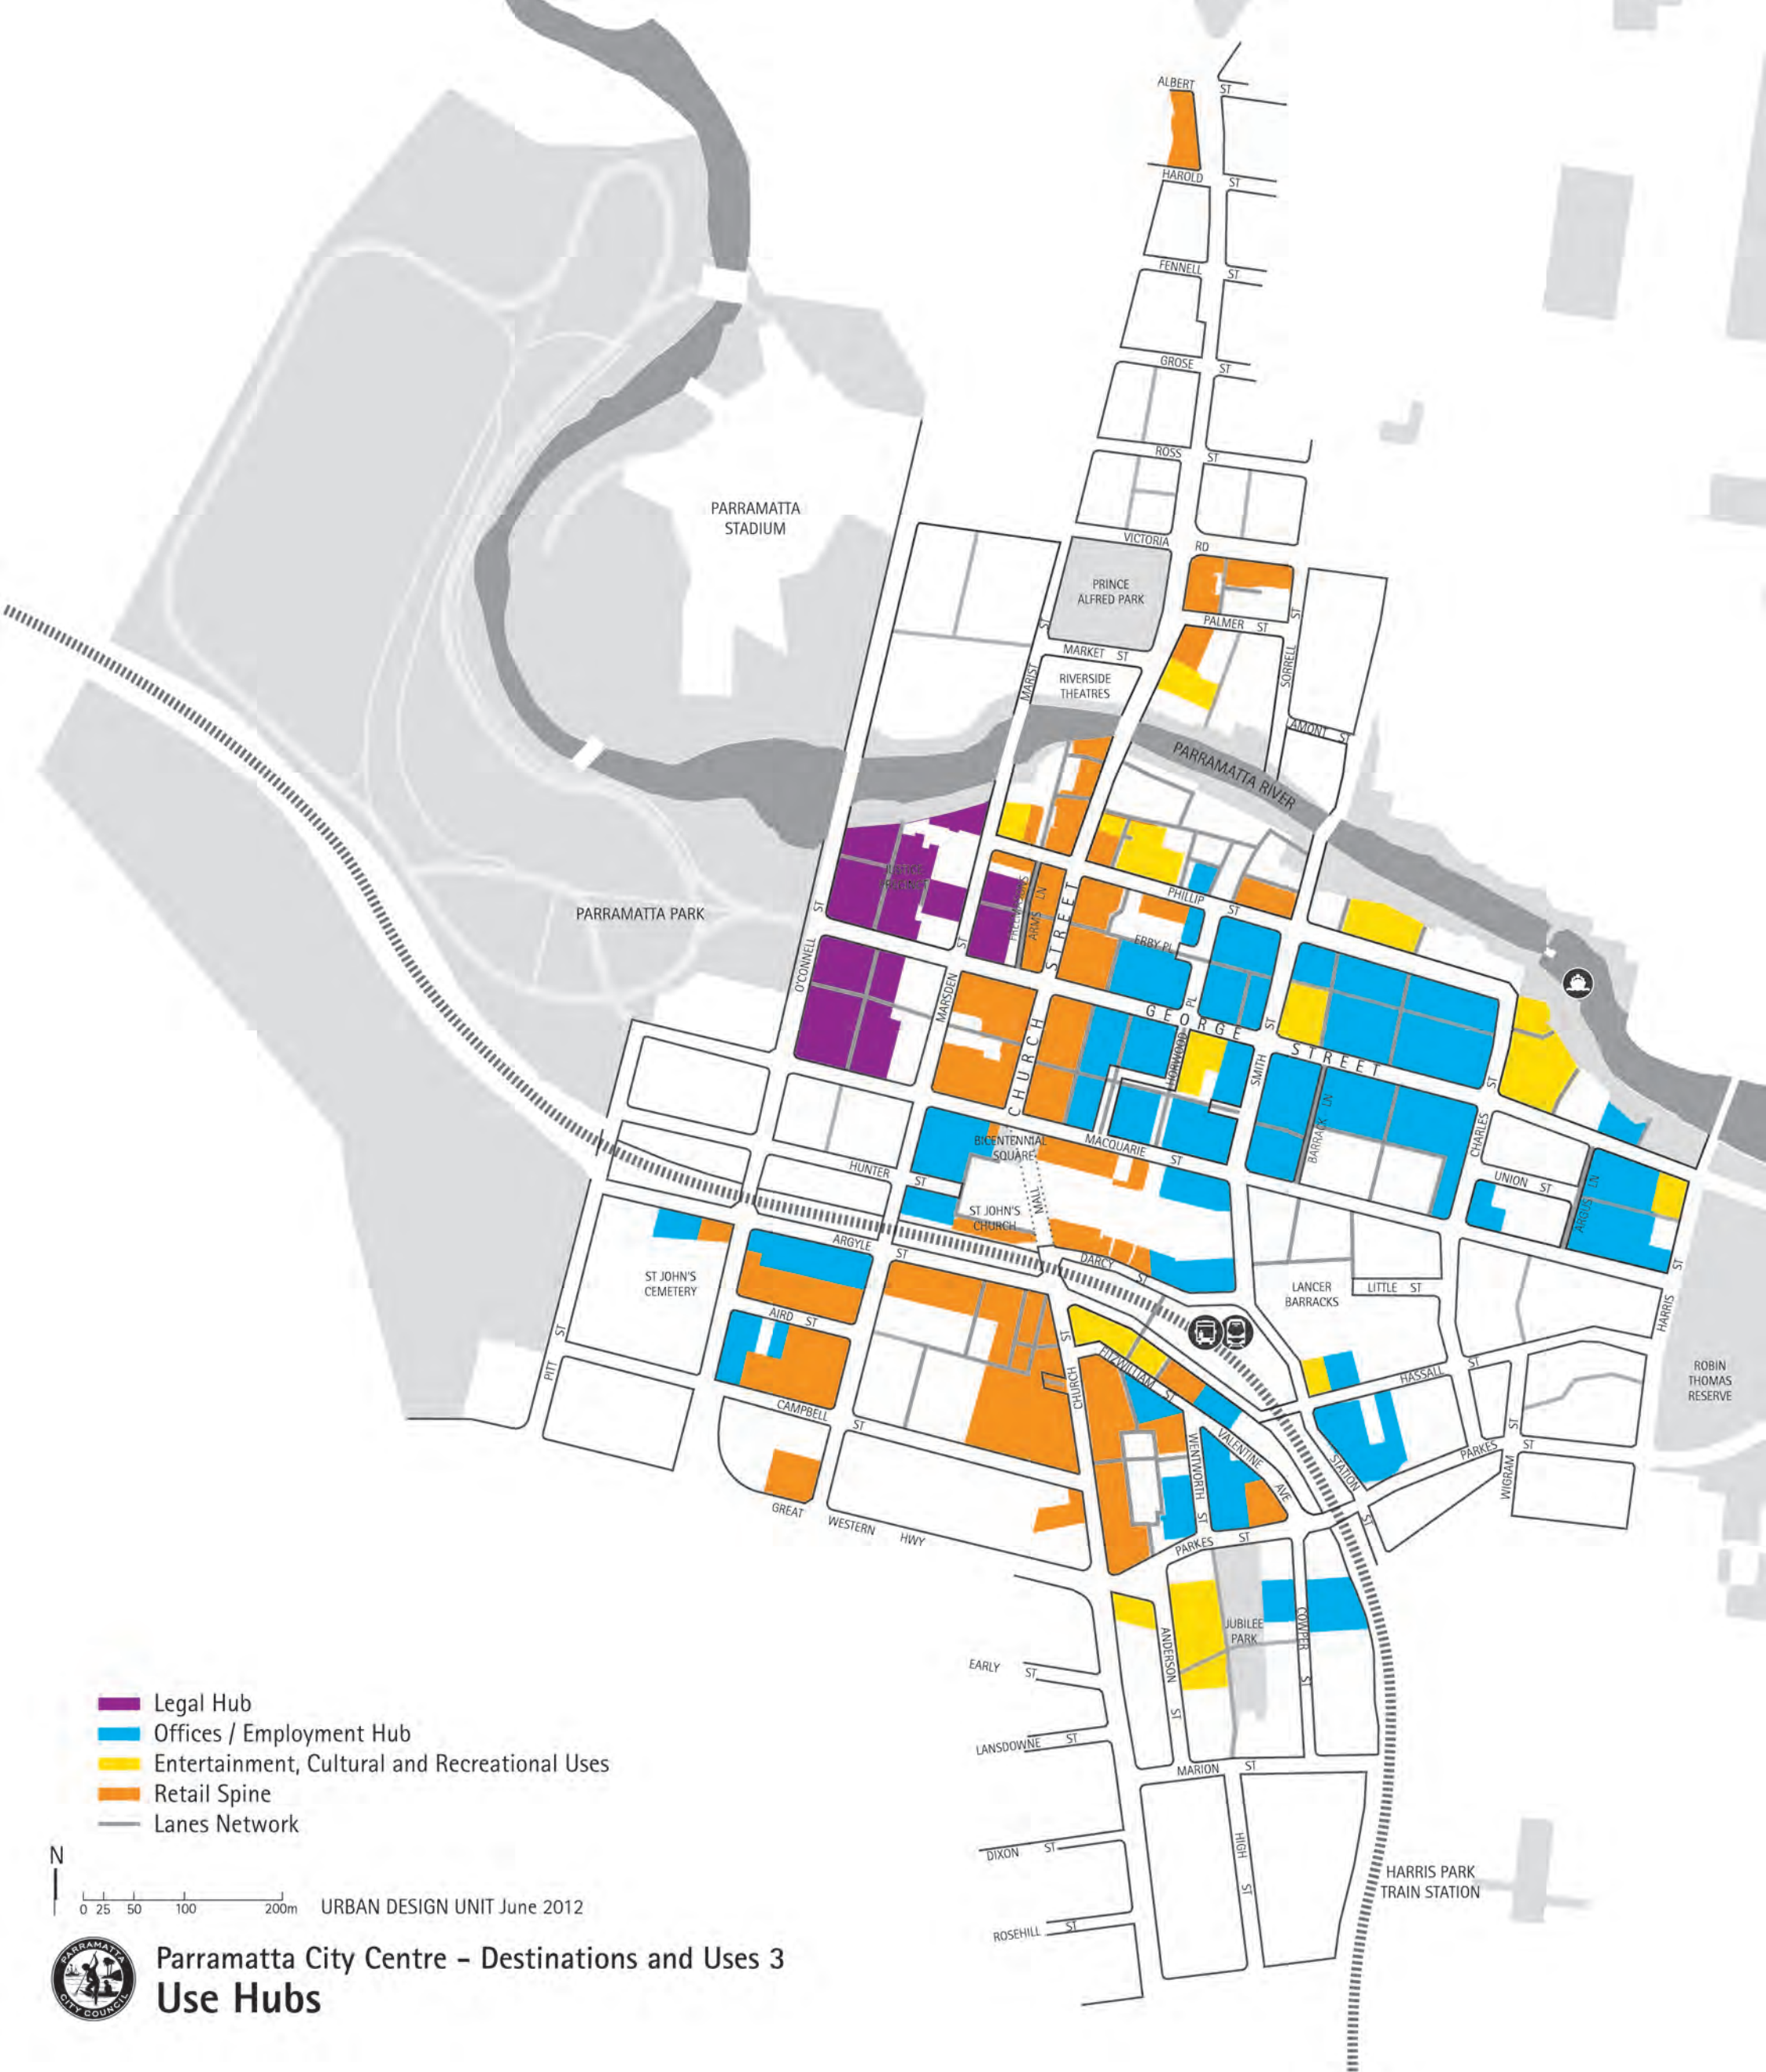 ALBERT ST
HAROLD ST
FENNELL ST
GROSE ST
ROSS ST
PARRAMATTA
STADIUM
VICTORIA RD
PRINCE
ALFRED PARK
PALMER ST
ST
ST
MARKET ST
SORRELL
MARIST
RIVERSIDE
THEATRES
LAMONT ST
PARRAMATTA RIVER
PARRAMATTA PARK
ST
ARMS LN
STREET
PHILLIP ST
ERBY PL
O'CONNELL
ST
MARSDEN
PL
GEORGE
STREET
HORWOOD
ST
SMITH
CHURCH
BARRACK LN
ST
CHARLES
BICENTENNIAL
SQUARE
MACQUARIE ST
HUNTER ST
MALL
UNION ST
ARGUS LN
ST JOHN'S
CHURCH
ARGYLE ST
DARCY ST
ST JOHN'S
CEMETERY
LANCER
BARRACKS
LITTLE ST
ST
HARRIS
AIRD ST
ST
PITT
ST
CHURCH
FITZWILLIAM ST
HASSALL ST
ROBIN
THOMAS
RESERVE
CAMPBELL ST
WENTWORTH ST
VALENTINE AVE
STATION ST
PARKES ST
ST
WIGRAM
GREAT WESTERN HWY
PARKES ST
JUBILEE
PARK
COWPER ST
ANDERSON ST
EARLY ST
LANSDOWNE ST
MARION ST
HIGH ST
DIXON ST
ROSEHILL ST
HARRIS PARK
TRAIN STATION
Legal Hub
Offices / Employment Hub
Entertainment, Cultural and Recreational Uses
Retail Spine
Lanes Network
N
0 25 50 100 200m
URBAN DESIGN UNIT June 2012
PARRAMATTA
CITY COUNCIL
Parramatta City Centre - Destinations and Uses 3
Use Hubs